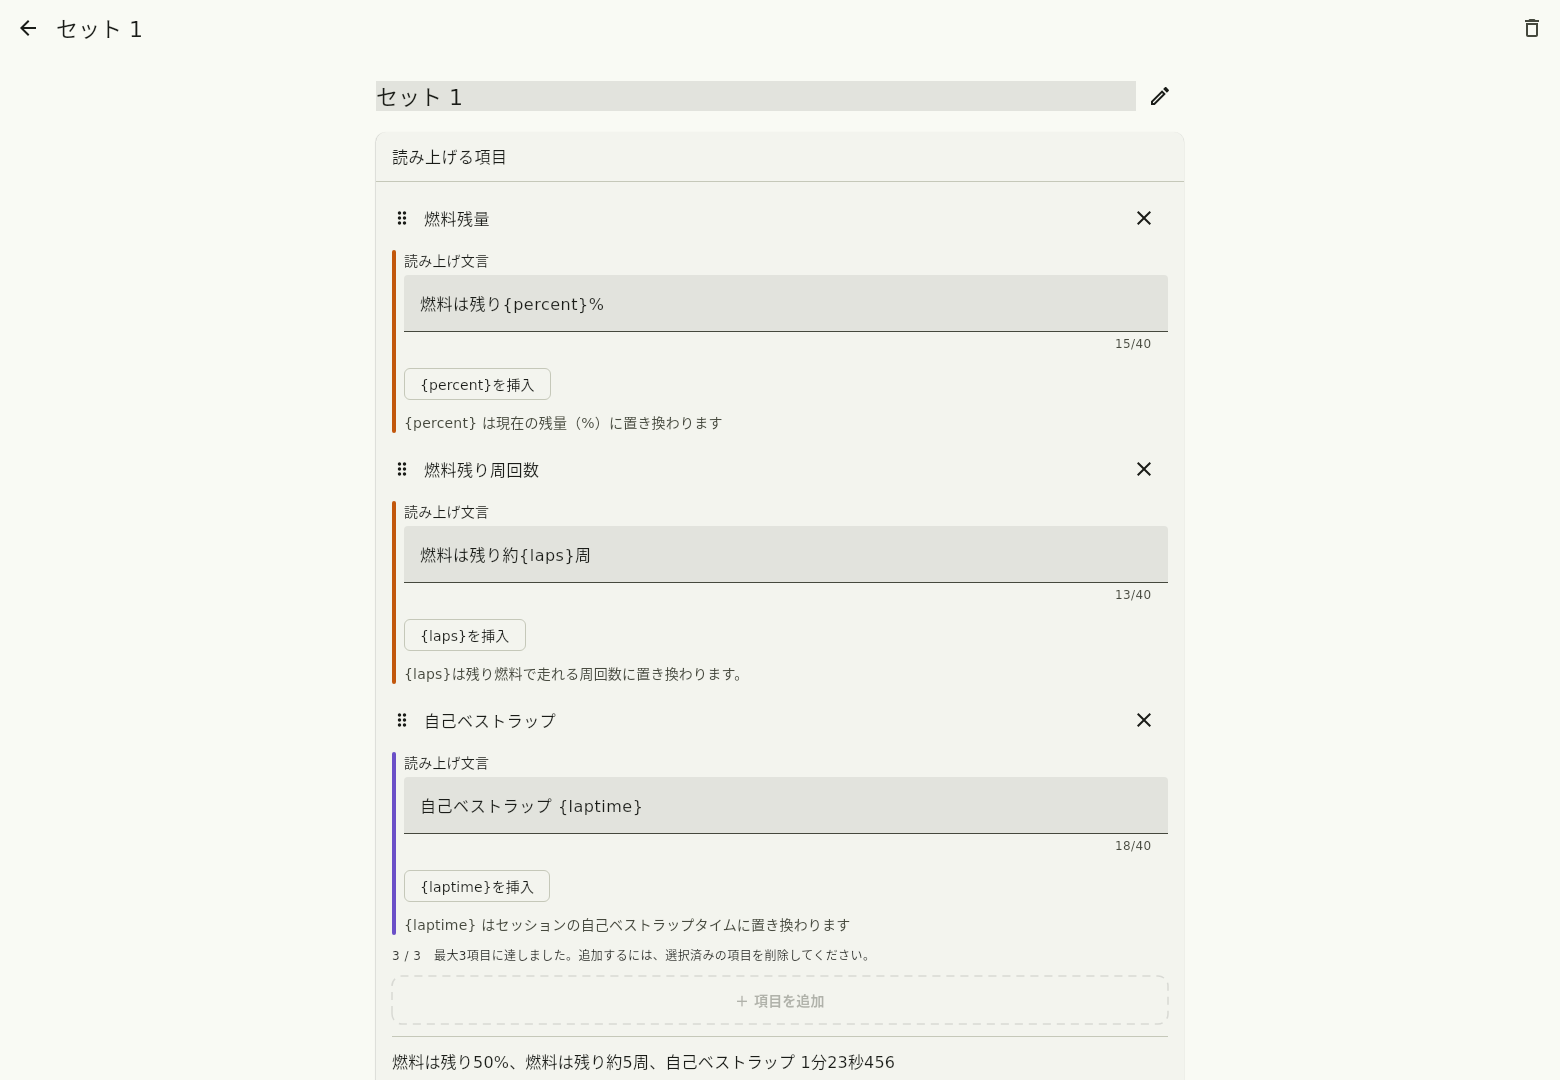 セット 1
セット 1
読み上げる項目
燃料残量
読み上げ文言
燃料は残り{percent}%
15/40
{percent}を挿入
{percent} は現在の残量（%）に置き換わります
燃料残り周回数
読み上げ文言
燃料は残り約{laps}周
13/40
{laps}を挿入
{laps}は残り燃料で走れる周回数に置き換わります。
自己ベストラップ
読み上げ文言
自己ベストラップ {laptime}
18/40
{laptime}を挿入
{laptime} はセッションの自己ベストラップタイムに置き換わります
3 / 3　最大3項目に達しました。追加するには、選択済みの項目を削除してください。
+ 項目を追加
燃料は残り50%、燃料は残り約5周、自己ベストラップ 1分23秒456